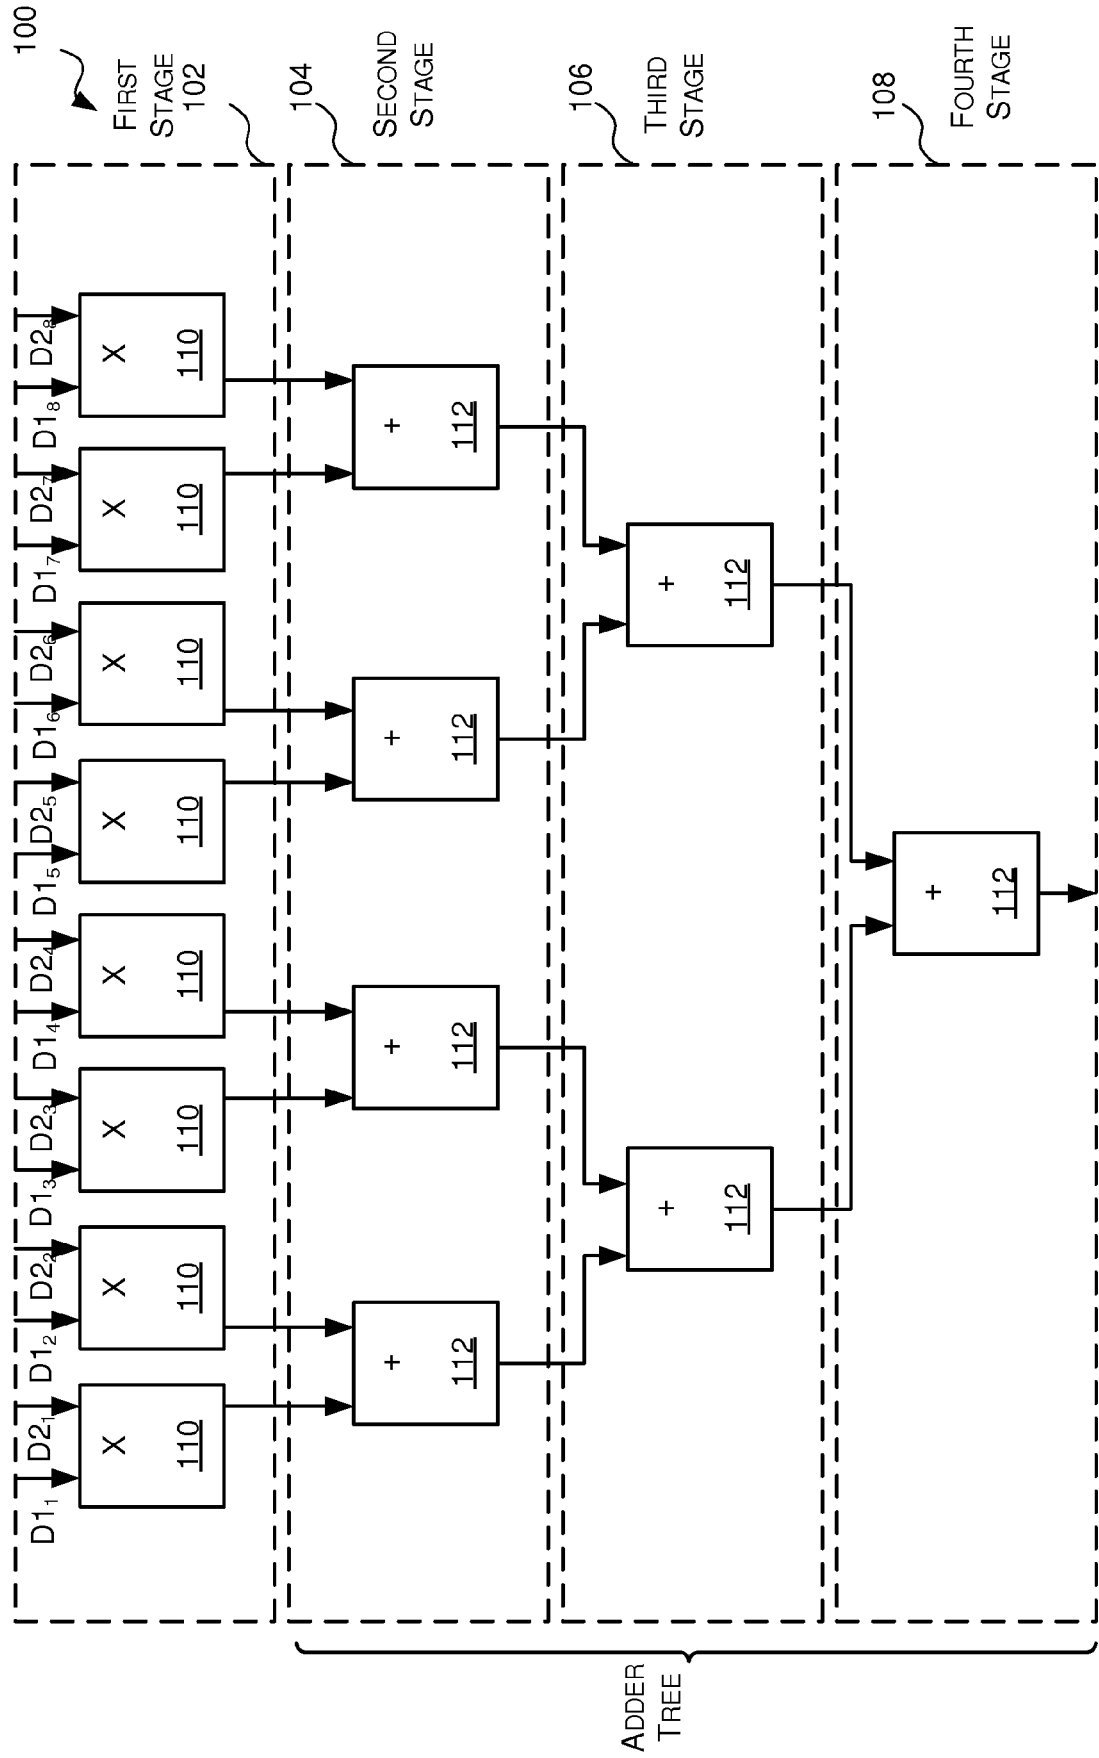 100
FIRST
STAGE
102
D1₁ D2₁ D1₂ D2₂ D1₃ D2₃ D1₄ D2₄ D1₅ D2₅ D1₆ D2₆ D1₇ D2₇ D1₈ D2₈
X X X X X X X X
110 110 110 110 110 110 110 110
104
SECOND
STAGE
+ + + +
112 112 112 112
106
THIRD
STAGE
+ +
112 112
108
FOURTH
STAGE
+
112
ADDER
TREE